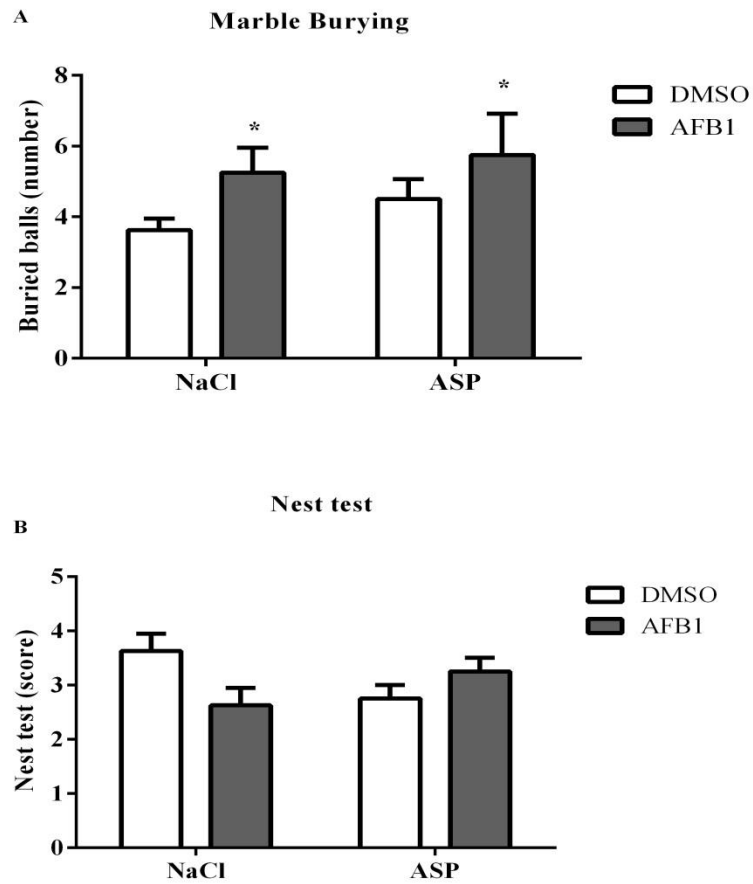 A
Marble Burying
Buried balls (number)
8
6
4
2
0
*
*
NaCl
ASP
DMSO
AFB1
Nest test
B
Nest test (score)
5
4
3
2
1
0
NaCl
ASP
DMSO
AFB1